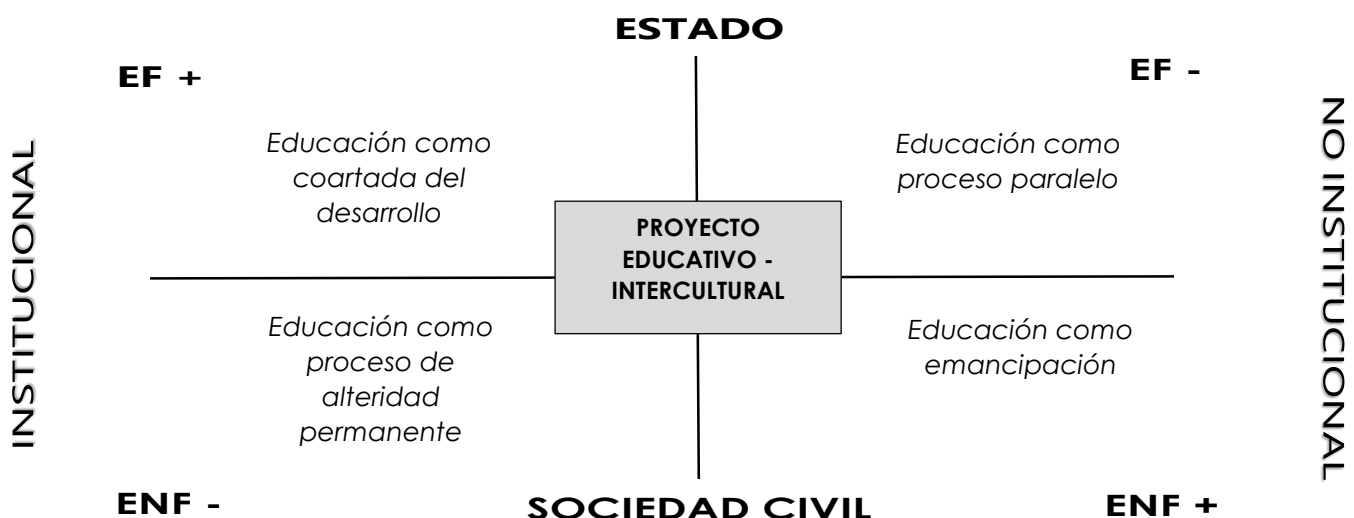 ESTADO
EF +
EF -
INSTITUCIONAL
NO INSTITUCIONAL
Educación como
coartada del
desarrollo
Educación como
proceso paralelo
PROYECTO
EDUCATIVO -
INTERCULTURAL
Educación como
proceso de
alteridad
permanente
Educación como
emancipación
ENF -
SOCIEDAD CIVIL
ENF +